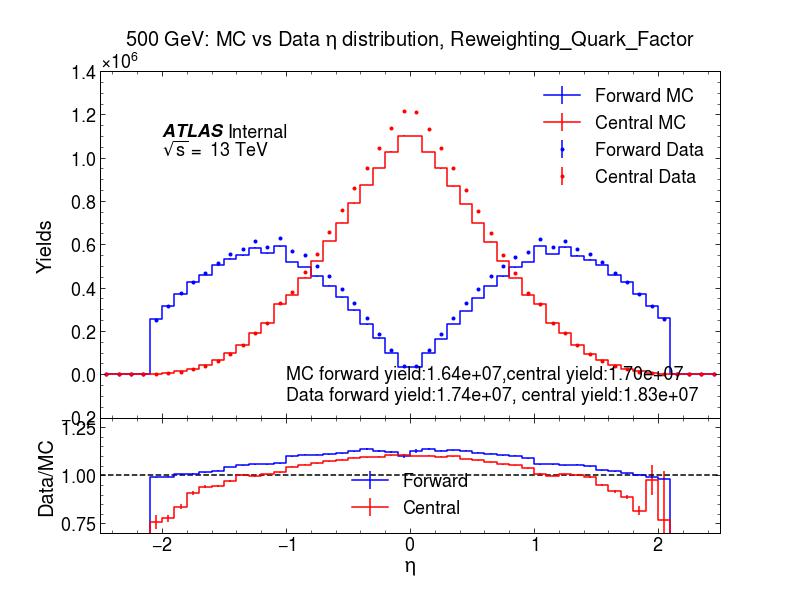 500 GeV: MC vs Data η distribution, Reweighting_Quark_Factor
×10⁶
1.4
1.2
1.0
0.8
0.6
0.4
0.2
0.0
0.2
Yields
ATLAS Internal
√s = 13 TeV
Forward MC
Central MC
Forward Data
Central Data
MC forward yield:1.64e+07,central yield:1.70e+07
Data forward yield:1.74e+07, central yield:1.83e+07
1.25
1.00
0.75
Data/MC
Forward
Central
−2 −1 0 1 2
η